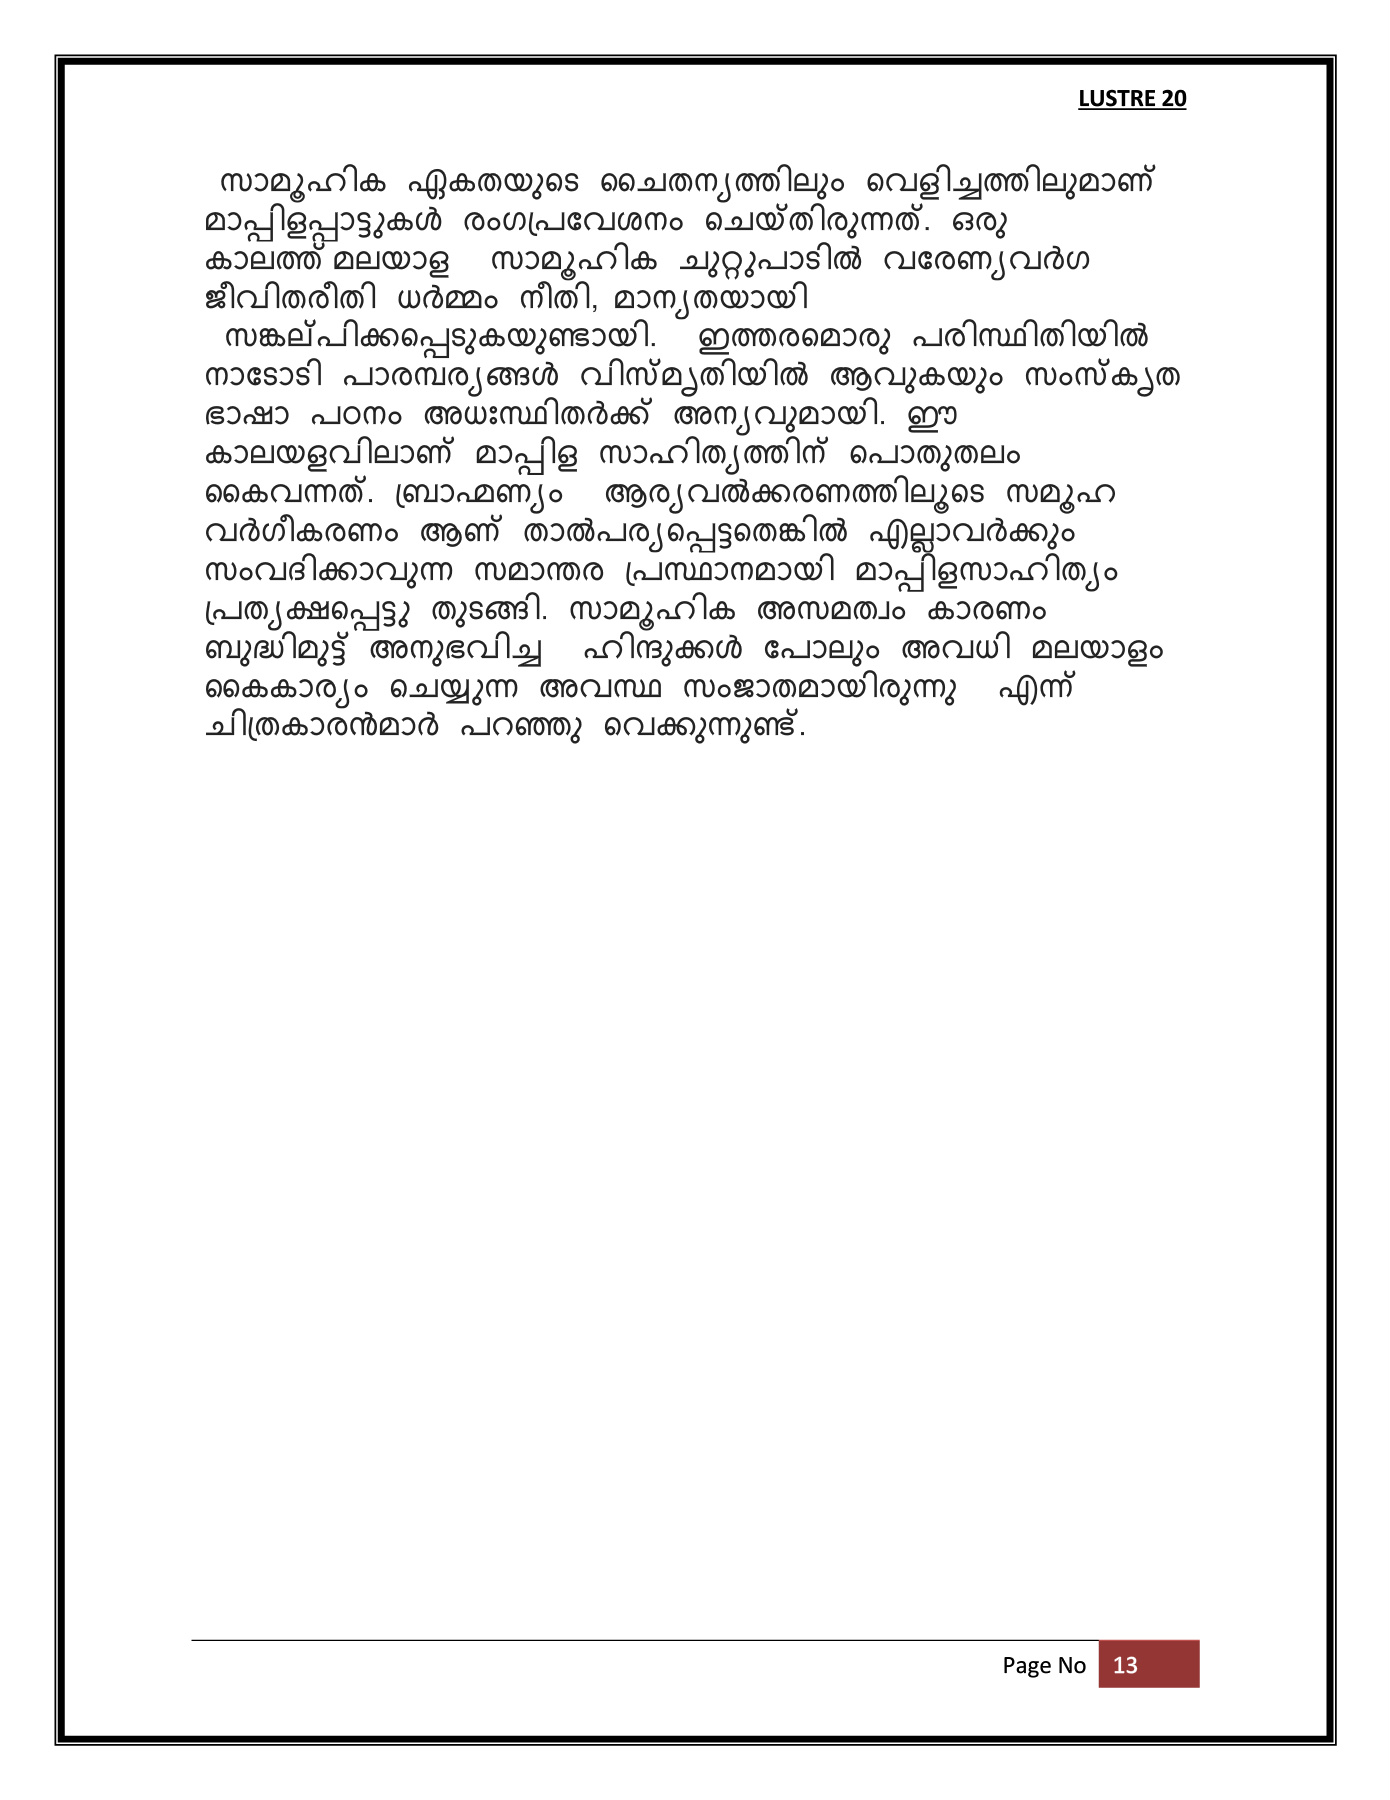 LUSTRE 20
സാമൂഹിക ഏകതയുടെ ചൈതന്യത്തിലും വെളിച്ചത്തിലുമാണ്
മാപ്പിളപ്പാട്ടുകൾ രംഗപ്രവേശനം ചെയ്തിരുന്നത്. ഒരു
കാലത്ത് മലയാള സാമൂഹിക ചുറ്റുപാടിൽ വരേണ്യവർഗ
ജീവിതരീതി ധർമ്മം നീതി, മാന്യതയായി
സങ്കല്പിക്കപ്പെടുകയുണ്ടായി. ഇത്തരമൊരു പരിസ്ഥിതിയിൽ
നാടോടി പാരമ്പര്യങ്ങൾ വിസ്മൃതിയിൽ ആവുകയും സംസ്കൃത
ഭാഷാ പഠനം അധഃസ്ഥിതർക്ക് അന്യവുമായി. ഈ
കാലയളവിലാണ് മാപ്പിള സാഹിത്യത്തിന് പൊതുതലം
കൈവന്നത്. ബ്രാഹ്മണ്യം ആര്യവൽക്കരണത്തിലൂടെ സമൂഹ
വർഗീകരണം ആണ് താൽപര്യപ്പെട്ടതെങ്കിൽ എല്ലാവർക്കും
സംവദിക്കാവുന്ന സമാന്തര പ്രസ്ഥാനമായി മാപ്പിളസാഹിത്യം
പ്രത്യക്ഷപ്പെട്ടു തുടങ്ങി. സാമൂഹിക അസമത്വം കാരണം
ബുദ്ധിമുട്ട് അനുഭവിച്ച ഹിന്ദുക്കൾ പോലും അവധി മലയാളം
കൈകാര്യം ചെയ്യുന്ന അവസ്ഥ സംജാതമായിരുന്നു എന്ന്
ചിത്രകാരൻമാർ പറഞ്ഞു വെക്കുന്നുണ്ട്.
Page No 13